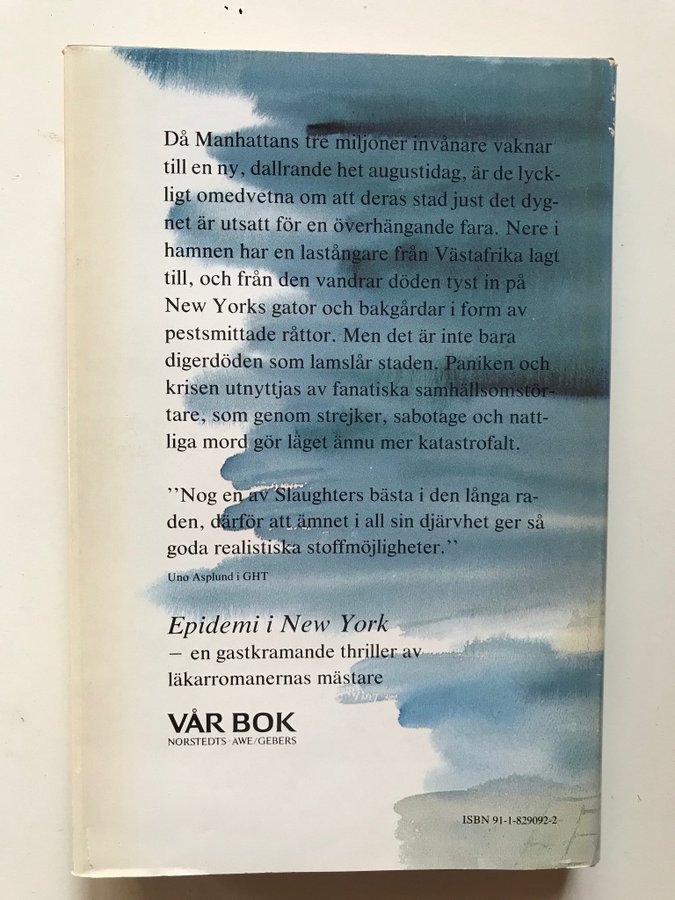 Då Manhattans tre miljoner invånare vaknar
till en ny, dallrande het augustidag, är de lyck-
ligt omedvetna om att deras stad just det dyg-
net är utsatt för en överhängande fara. Nere i
hamnen har en lastångare från Västafrika lagt
till, och från den vandrar döden tyst in på
New Yorks gator och bakgårdar i form av
pestsmittade råttor. Men det är inte bara
digerdöden som lamslår staden. Paniken och
krisen utnyttjas av fanatiska samhällsomstör-
tare, som genom strejker, sabotage och natt-
liga mord gör läget ännu mer katastrofalt.
''Nog en av Slaughters bästa i den långa ra-
den, därför att ämnet i all sin djärvhet ger så
goda realistiska stoffmöjligheter.''
Uno Asplund i GHT
Epidemi i New York
– en gastkramande thriller av
läkarromanernas mästare
VÅR BOK
NORSTEDTS · AWE/GEBERS
ISBN 91-1-829092-2